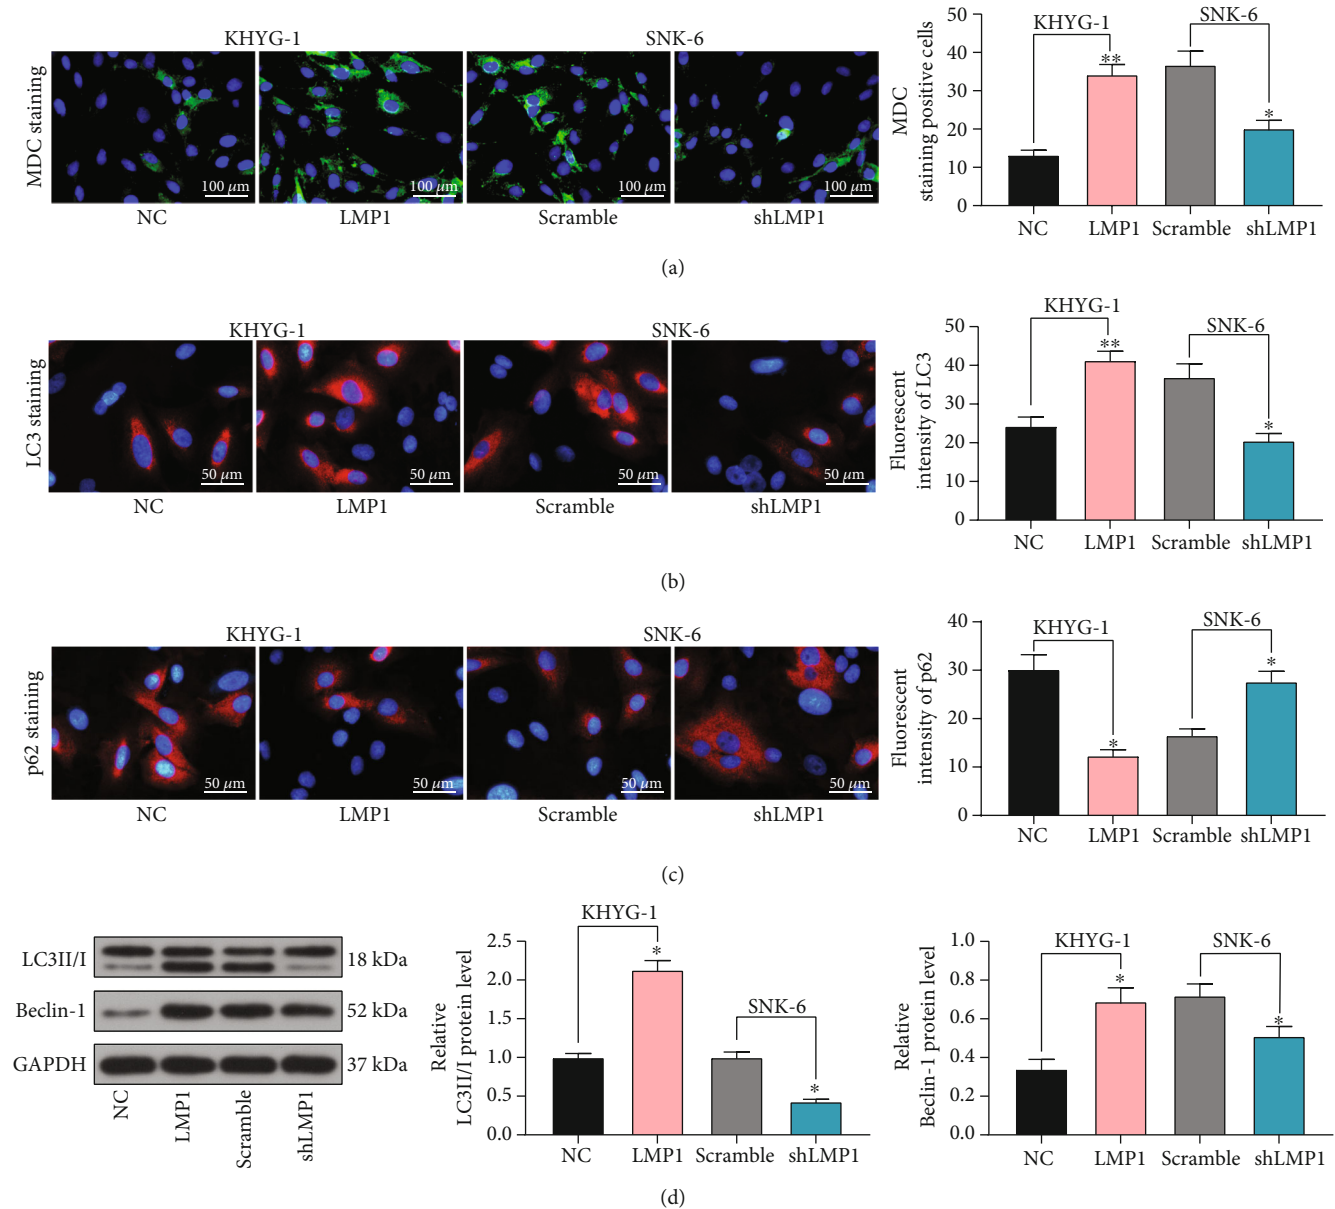 KHYG-1
SNK-6
MDC staining
100 μm
100 μm
100 μm
100 μm
NC
LMP1
Scramble
shLMP1
MDC
staining positive cells
50
40
30
20
10
0
KHYG-1
SNK-6
**
*
NC
LMP1
Scramble
shLMP1
(a)
KHYG-1
SNK-6
LC3 staining
50 μm
50 μm
50 μm
50 μm
NC
LMP1
Scramble
shLMP1
Fluorescent
intensity of LC3
50
40
30
20
10
0
KHYG-1
SNK-6
**
*
NC
LMP1
Scramble
shLMP1
(b)
KHYG-1
SNK-6
p62 staining
50 μm
50 μm
50 μm
50 μm
NC
LMP1
Scramble
shLMP1
Fluorescent
intensity of p62
40
30
20
10
0
KHYG-1
SNK-6
*
*
NC
LMP1
Scramble
shLMP1
(c)
LC3II/I
18 kDa
Beclin-1
52 kDa
GAPDH
37 kDa
NC
LMP1
Scramble
shLMP1
Relative
LC3II/I protein level
2.5
2.0
1.5
1.0
0.5
0.0
KHYG-1
SNK-6
*
*
NC
LMP1
Scramble
shLMP1
Relative
Beclin-1 protein level
1.0
0.8
0.6
0.4
0.2
0.0
KHYG-1
SNK-6
*
*
NC
LMP1
Scramble
shLMP1
(d)